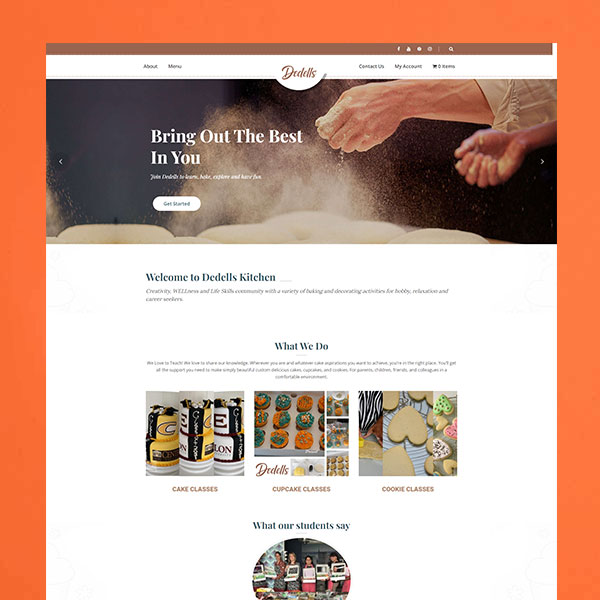 About Menu Dedells Contact Us My Account 0 items
Bring Out The Best
In You
Join Dedells to learn, bake, explore and have fun
Get Started
Welcome to Dedells Kitchen
Creativity, WELLness and Life Skills community with a variety of baking and decorating activities for hobby, relaxation and
career-seekers.
What We Do
We Love to Teach! We love to share our knowledge. Wherever you are and whatever cake aspirations you want to achieve, you're in the right place. You'll get
all the support you need to make simply beautiful custom delicious cakes, cupcakes, and cookies. For parents, children, friends, and colleagues in a
comfortable environment.
Dedells
CAKE CLASSES CUPCAKE CLASSES COOKIE CLASSES
What our students say